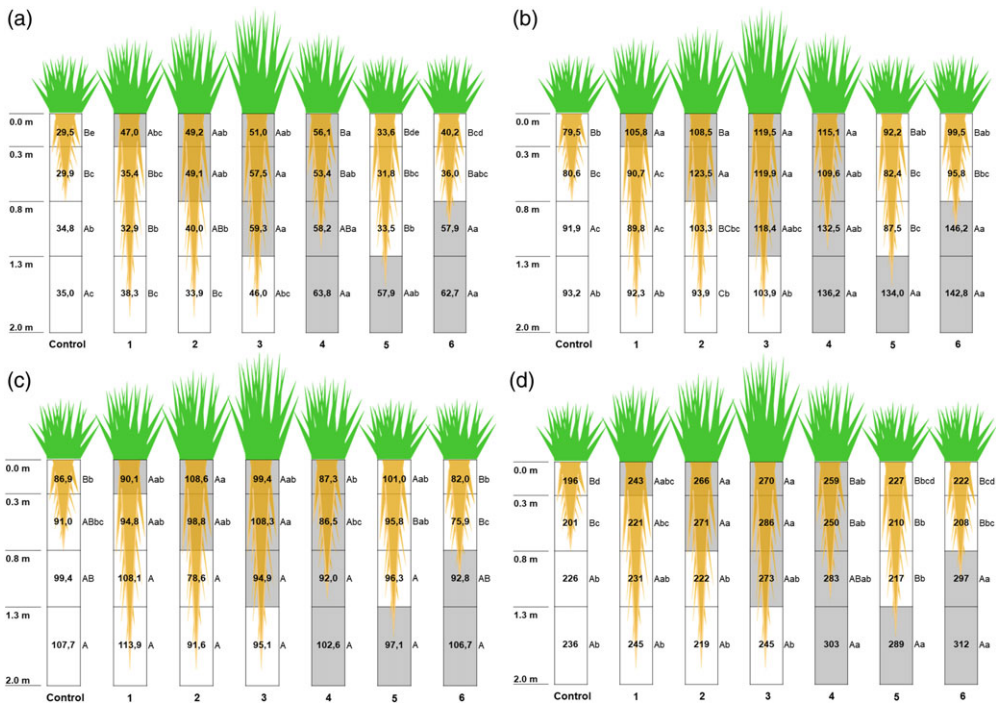 (a)
0.0 m 29,5 Be 47,0 Abc 49,2 Aab 51,0 Aab 56,1 Ba 33,6 Bde 40,2 Bcd
0.3 m
29,9 Bc 35,4 Bbc 49,1 Aab 57,5 Aa 53,4 Bab 31,8 Bbc 36,0 Babc
0.8 m
34,8 Ab 32,9 Bb 40,0 ABb 59,3 Aa 58,2 ABa 33,5 Bb 57,9 Aa
1.3 m
35,0 Ac 38,3 Bc 33,9 Bc 46,0 Abc 63,8 Aa 57,9 Aab 62,7 Aa
2.0 m
Control 1 2 3 4 5 6
(b)
0.0 m 79,5 Bb 105,8 Aa 108,5 Ba 119,5 Aa 115,1 Aa 92,2 Bab 99,5 Bab
0.3 m
80,6 Bc 90,7 Ac 123,5 Aa 119,9 Aa 109,6 Aab 82,4 Bc 95,8 Bbc
0.8 m
91,9 Ac 89,8 Ac 103,3 BCbc 118,4 Aabc 132,5 Aab 87,5 Bc 146,2 Aa
1.3 m
93,2 Ab 92,3 Ab 93,9 Cb 103,9 Ab 136,2 Aa 134,0 Aa 142,8 Aa
2.0 m
Control 1 2 3 4 5 6
(c)
0.0 m 86,9 Bb 90,1 Aab 108,6 Aa 99,4 Aab 87,3 Ab 101,0 Aab 82,0 Bb
0.3 m
91,0 ABbc 94,8 Aab 98,8 Aab 108,3 Aa 86,5 Abc 95,8 Bab 75,9 Bc
0.8 m
99,4 AB 108,1 A 78,6 A 94,9 A 92,0 A 96,3 A 92,8 AB
1.3 m
107,7 A 113,9 A 91,6 A 95,1 A 102,6 A 97,1 A 106,7 A
2.0 m
Control 1 2 3 4 5 6
(d)
0.0 m 196 Bd 243 Aabc 266 Aa 270 Aa 259 Bab 227 Bbcd 222 Bcd
0.3 m
201 Bc 221 Abc 271 Aa 286 Aa 250 Bab 210 Bb 208 Bbc
0.8 m
226 Ab 231 Aab 222 Ab 273 Aab 283 ABab 217 Bb 297 Aa
1.3 m
236 Ab 245 Ab 219 Ab 245 Ab 303 Aa 289 Aa 312 Aa
2.0 m
Control 1 2 3 4 5 6